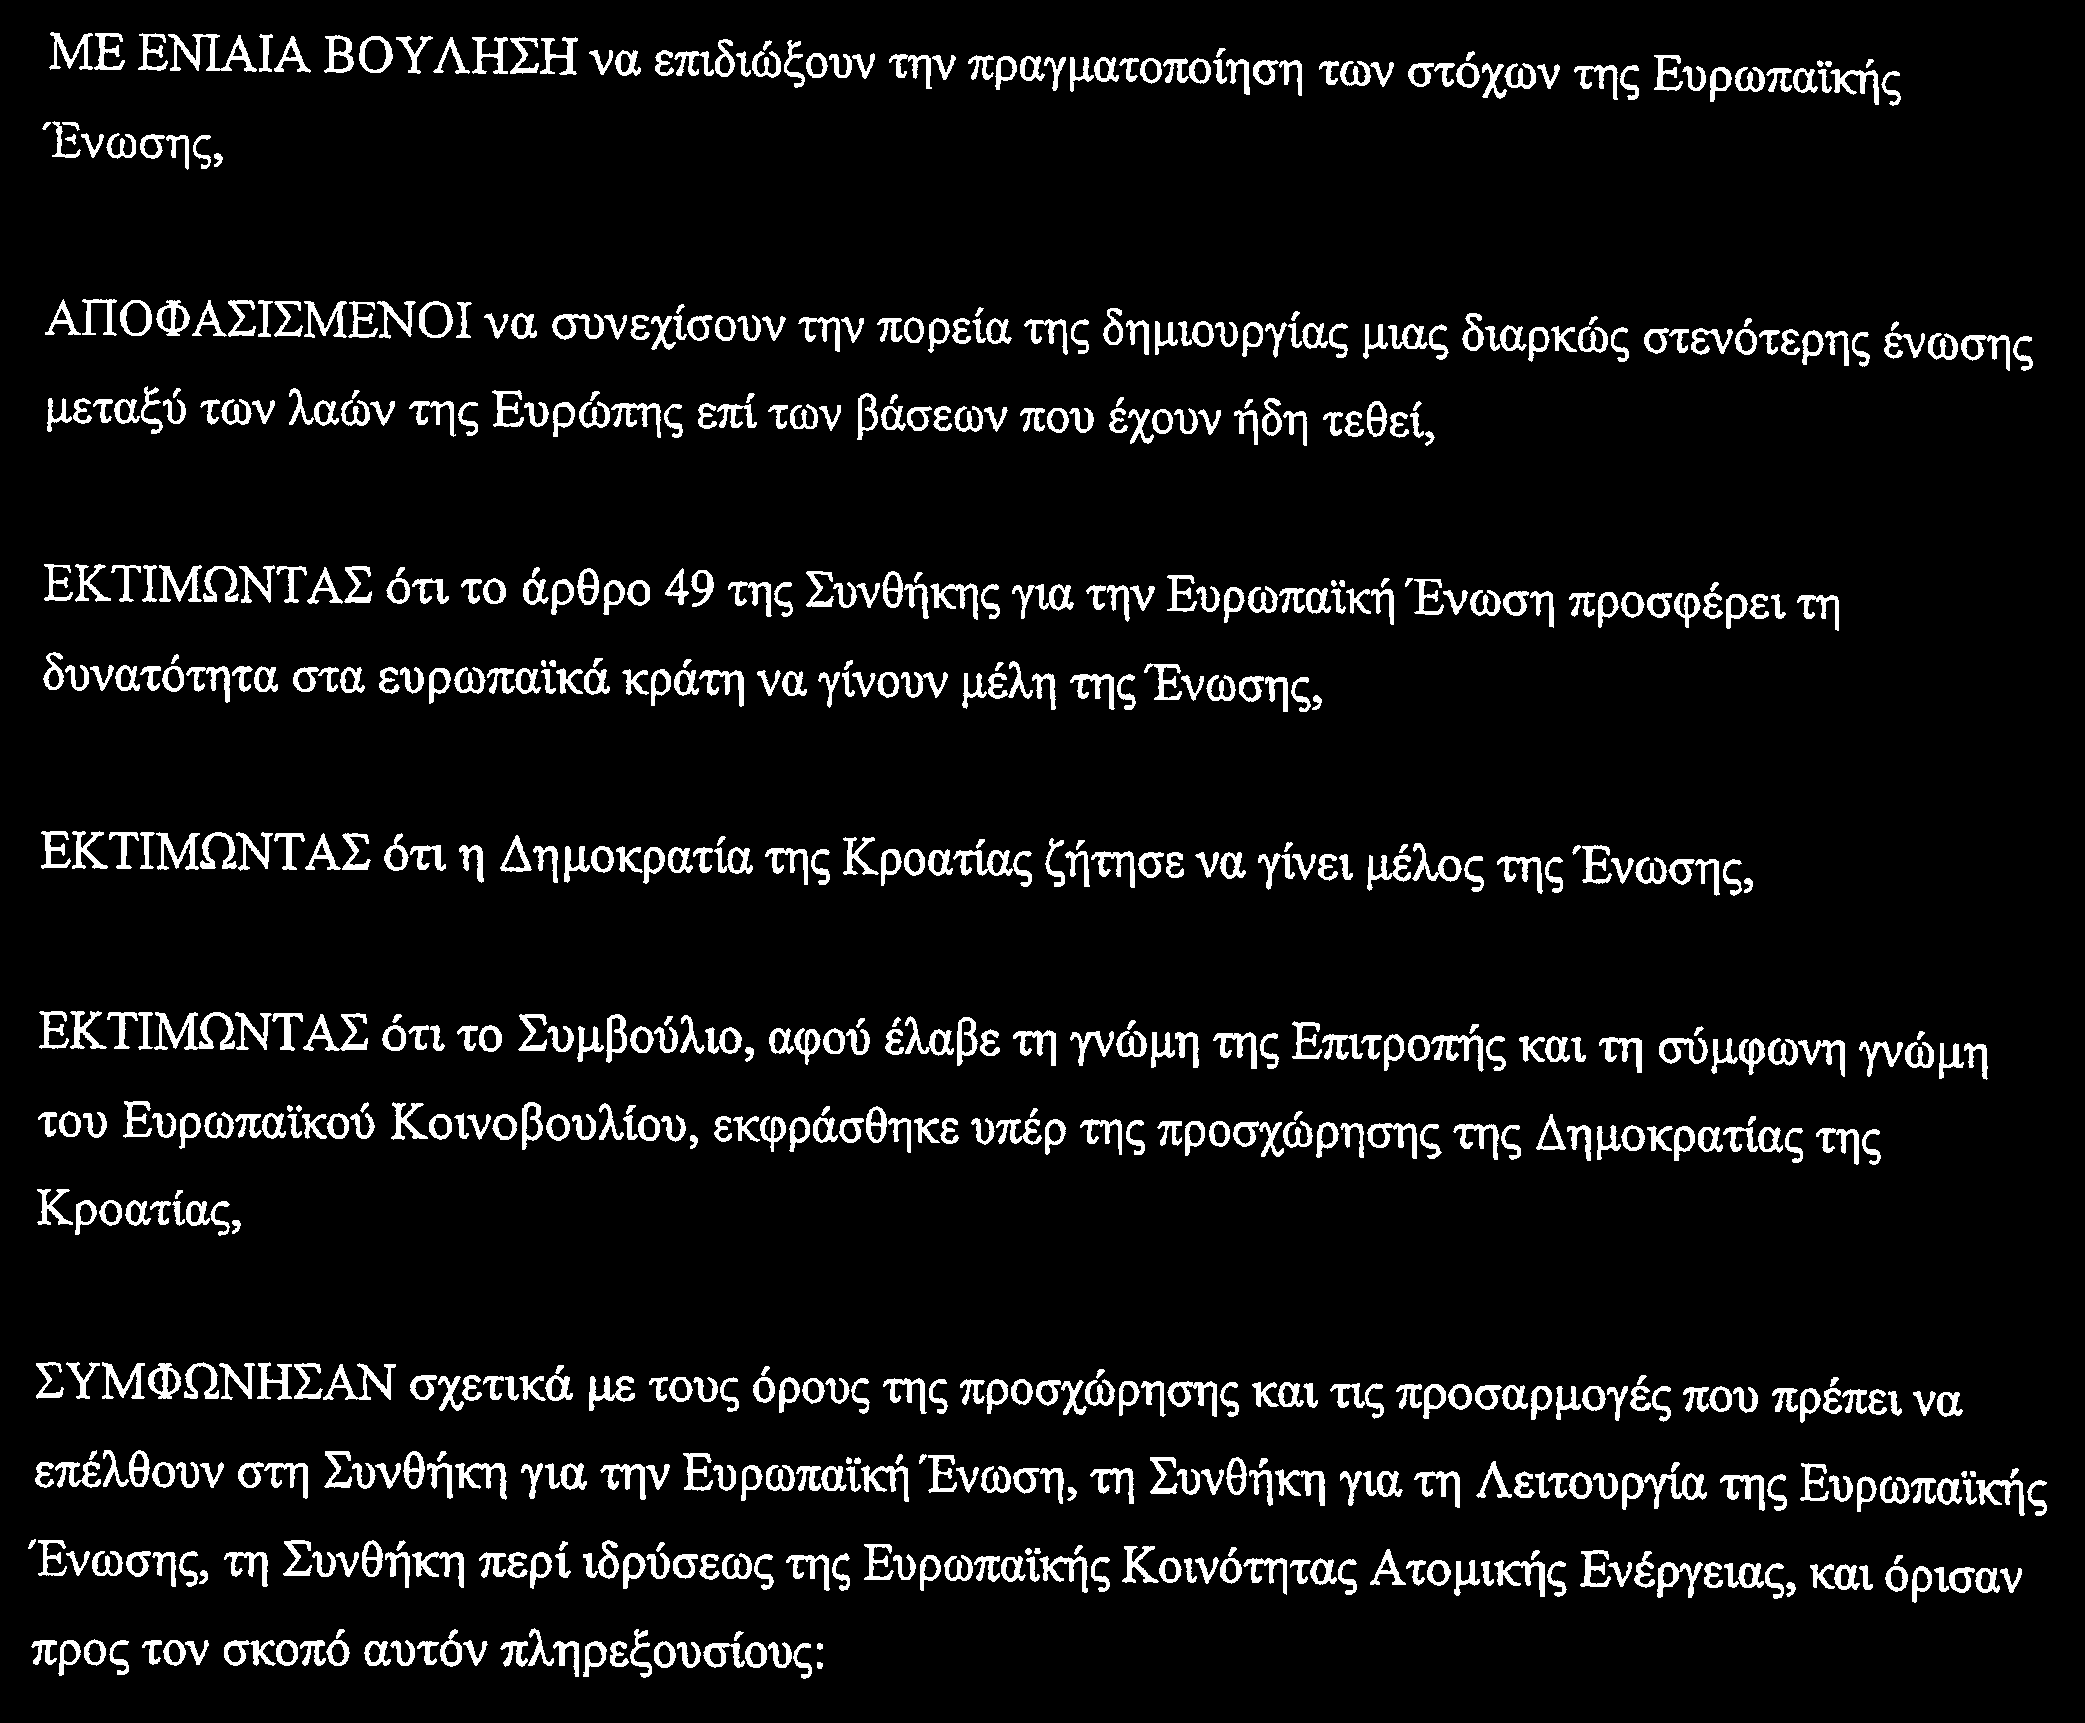 ΜΕ ΕΝΙΑΙΑ ΒΟΥΛΗΣΗ να επιδιώξουν την πραγματοποίηση των στόχων της Ευρωπαϊκής
Ένωσης,
ΑΠΟΦΑΣΙΣΜΕΝΟΙ να συνεχίσουν την πορεία της δημιουργίας μιας διαρκώς στενότερης ένωσης
μεταξύ των λαών της Ευρώπης επί των βάσεων που έχουν ήδη τεθεί,
ΕΚΤΙΜΩΝΤΑΣ ότι το άρθρο 49 της Συνθήκης για την Ευρωπαϊκή Ένωση προσφέρει τη
δυνατότητα στα ευρωπαϊκά κράτη να γίνουν μέλη της Ένωσης,
ΕΚΤΙΜΩΝΤΑΣ ότι η Δημοκρατία της Κροατίας ζήτησε να γίνει μέλος της Ένωσης,
ΕΚΤΙΜΩΝΤΑΣ ότι το Συμβούλιο, αφού έλαβε τη γνώμη της Επιτροπής και τη σύμφωνη γνώμη
του Ευρωπαϊκού Κοινοβουλίου, εκφράσθηκε υπέρ της προσχώρησης της Δημοκρατίας της
Κροατίας,
ΣΥΜΦΩΝΗΣΑΝ σχετικά με τους όρους της προσχώρησης και τις προσαρμογές που πρέπει να
επέλθουν στη Συνθήκη για την Ευρωπαϊκή Ένωση, τη Συνθήκη για τη Λειτουργία της Ευρωπαϊκής
Ένωσης, τη Συνθήκη περί ιδρύσεως της Ευρωπαϊκής Κοινότητας Ατομικής Ενέργειας, και όρισαν
προς τον σκοπό αυτόν πληρεξουσίους: